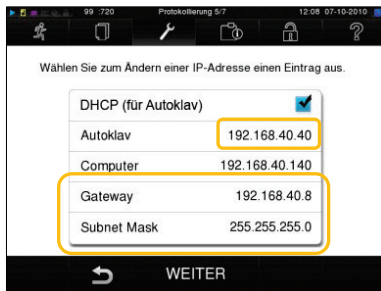 99 :720 Protokollierung 5/7 12:08 07-10-2010
Wählen Sie zum Ändern einer IP-Adresse einen Eintrag aus.
DHCP (für Autoklav)
Autoklav 192.168.40.40
Computer 192.168.40.140
Gateway 192.168.40.8
Subnet Mask 255.255.255.0
WEITER